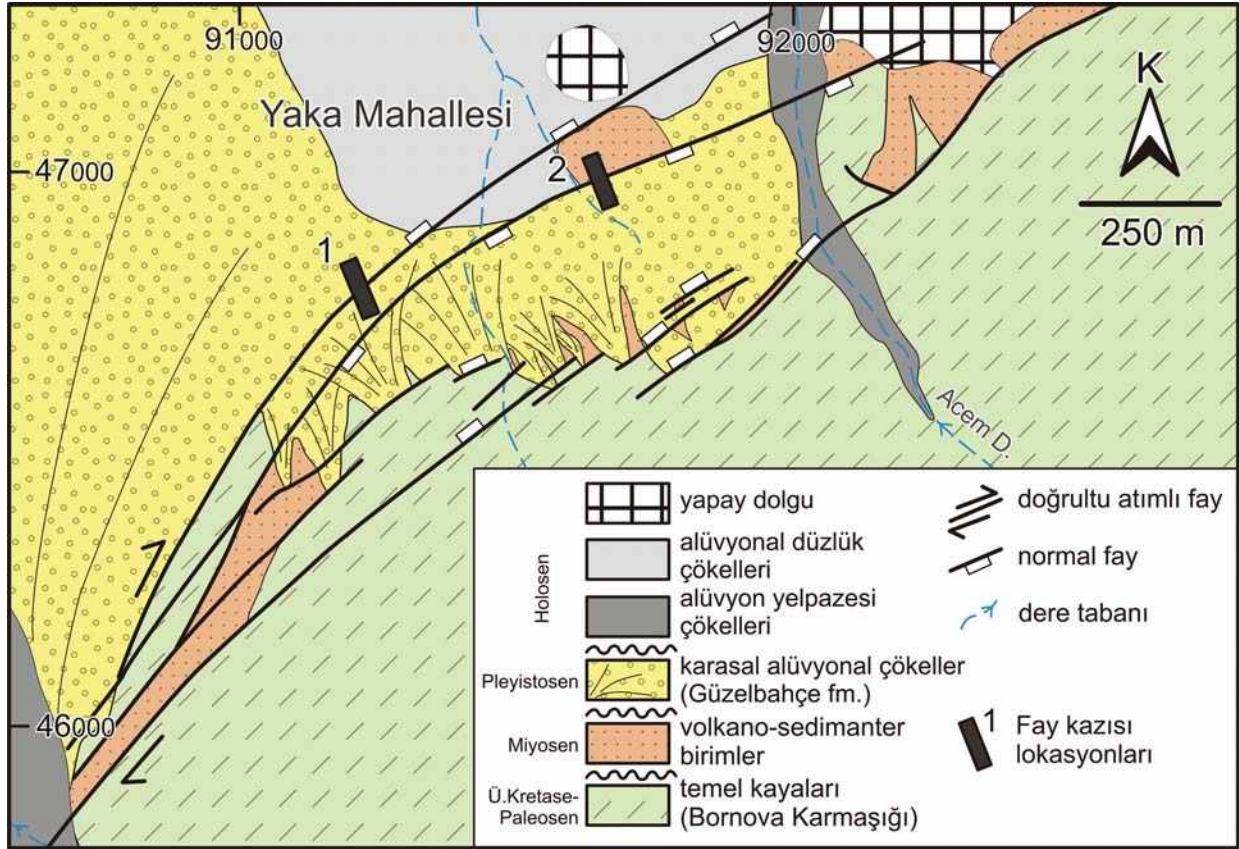 91000
92000
K
Yaka Mahallesi
47000
2
250 m
1
Acem D.
46000
yapay dolgu
Holosen
alüvyonal düzlük
çökelleri
alüvyon yelpazesi
çökelleri
Pleyistosen
karasal alüvyonal çökeller
(Güzelbahçe fm.)
Miyosen
volkano-sedimanter
birimler
Ü.Kretase-
Paleosen
temel kayaları
(Bornova Karmaşığı)
doğrultu atımlı fay
normal fay
dere tabanı
1
Fay kazısı
lokasyonları